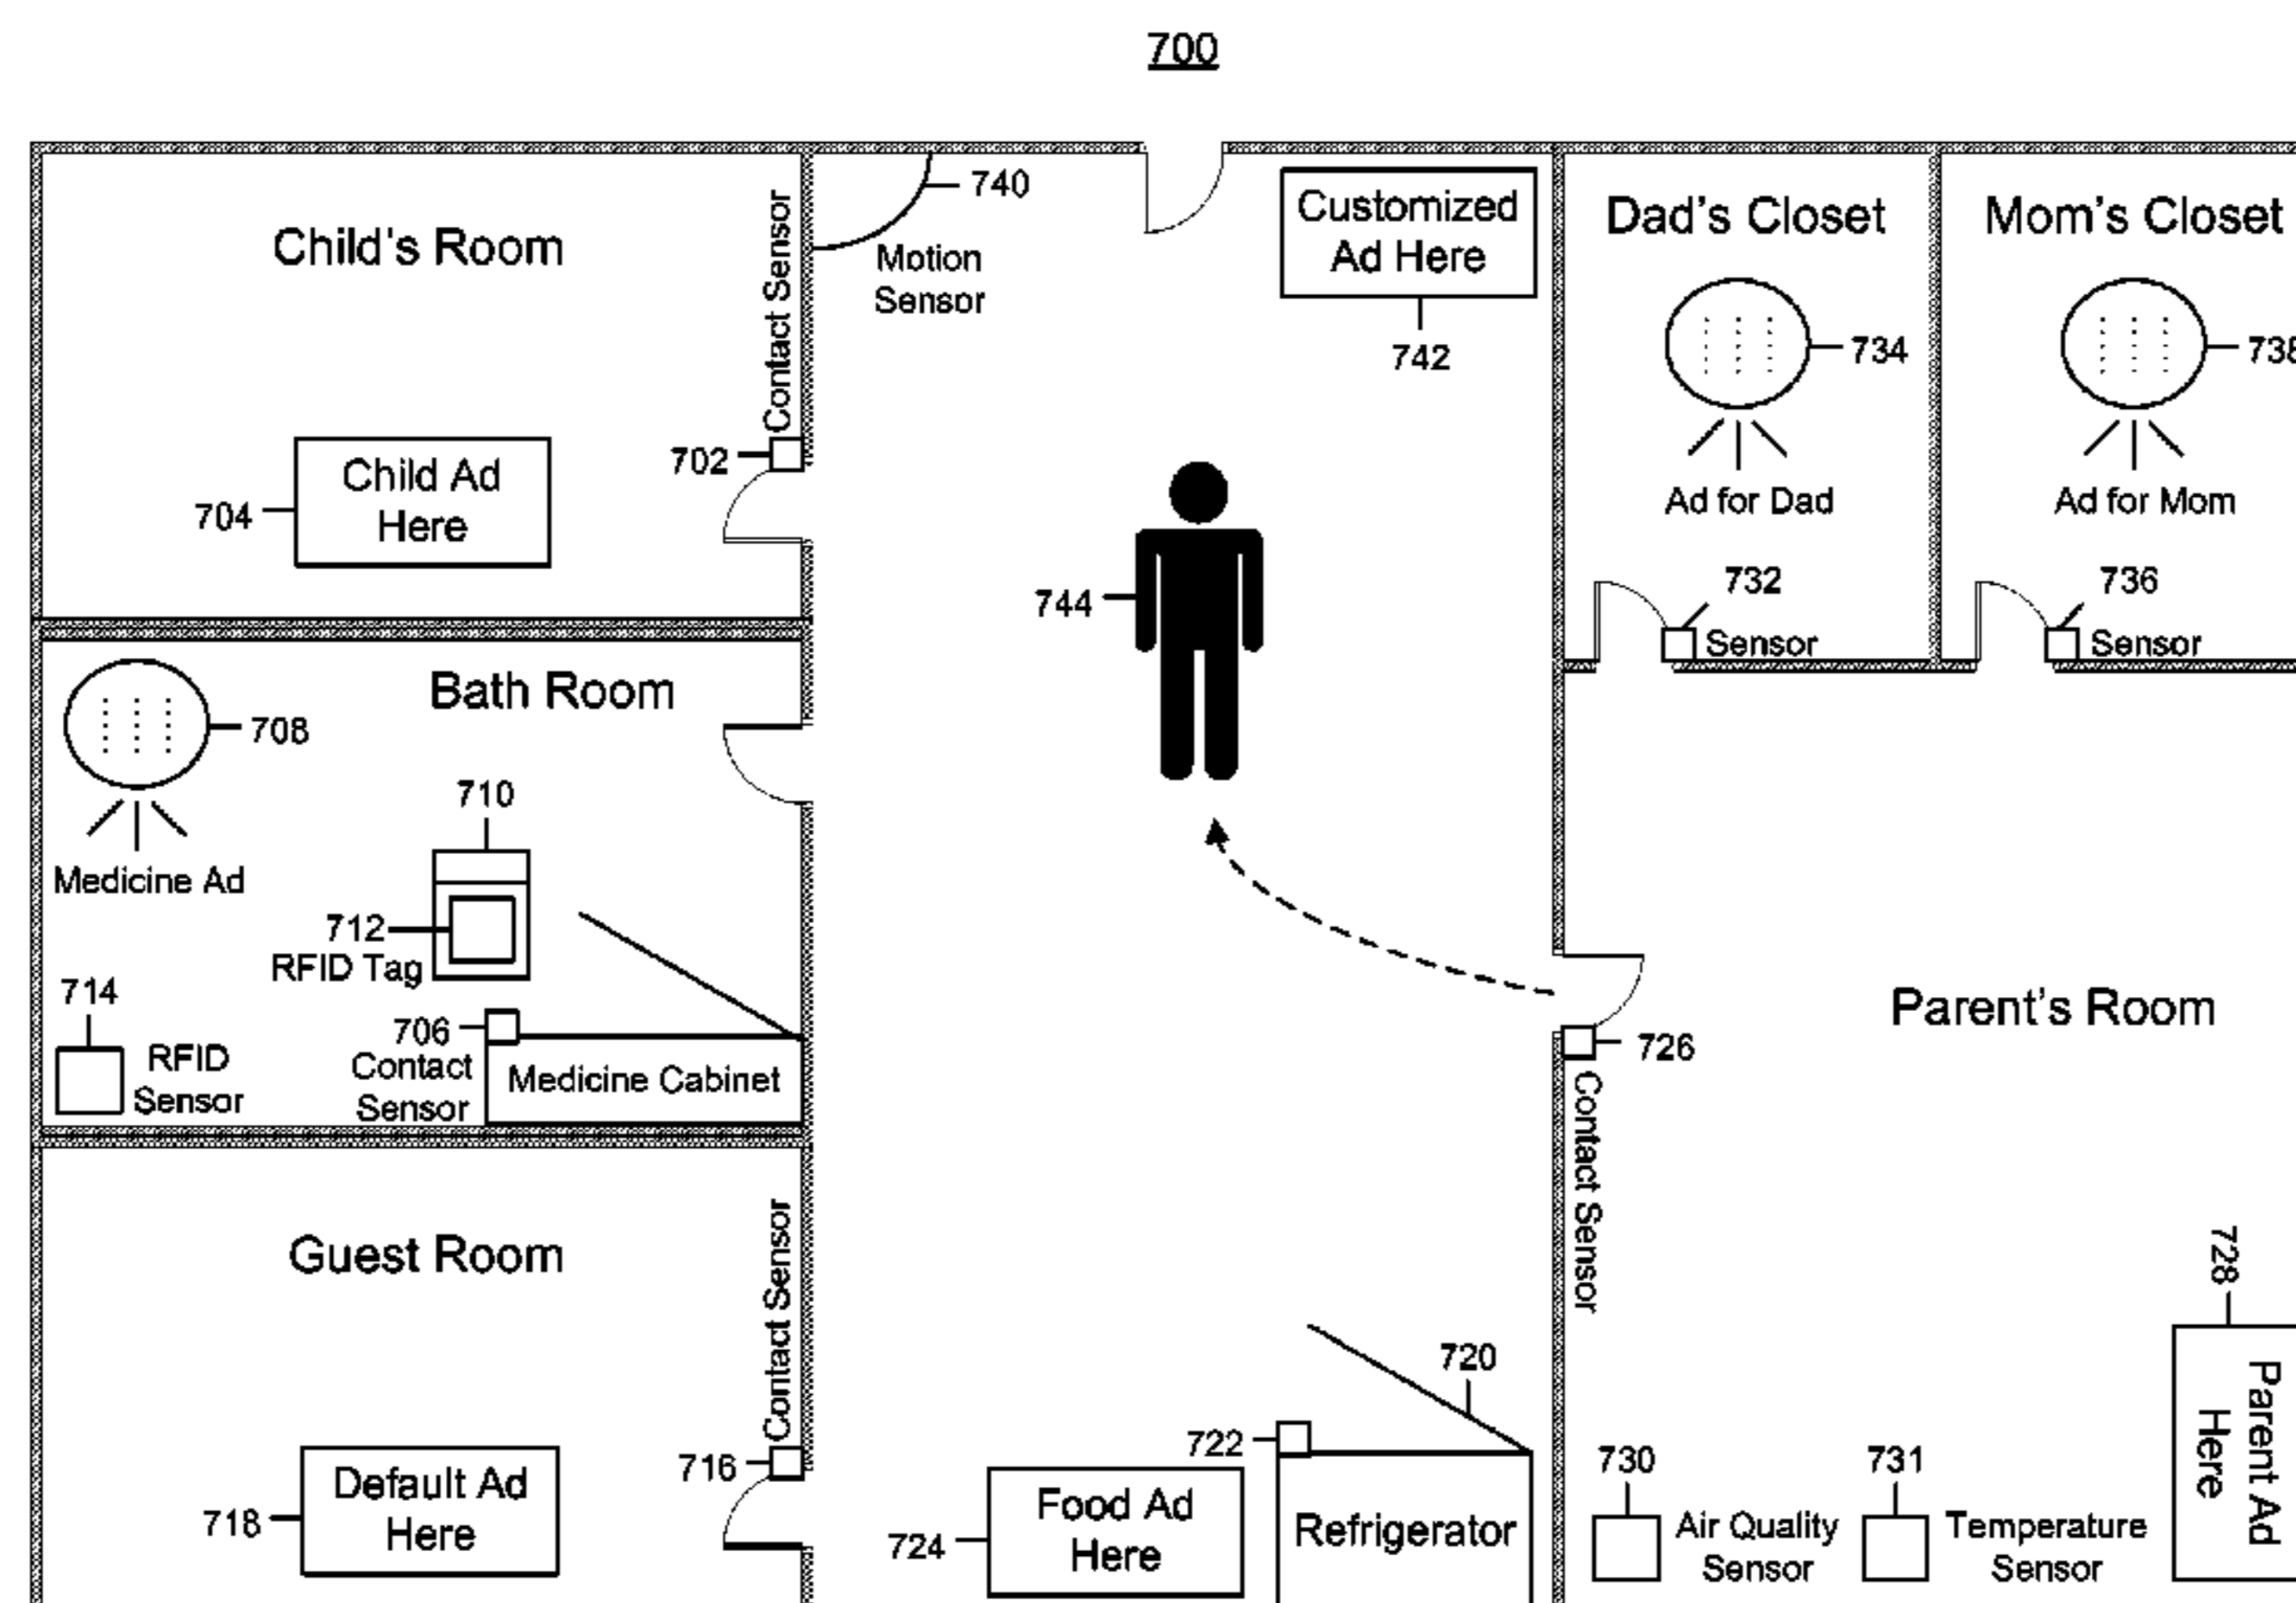 700
Child's Room
Contact Sensor
702
704
Child Ad
Here
740
Motion
Sensor
Customized
Ad Here
742
744
Dad's Closet
734
Ad for Dad
732
Sensor
Mom's Closet
738
Ad for Mom
736
Sensor
Bath Room
708
Medicine Ad
710
712
RFID Tag
714
RFID
Sensor
706
Contact
Sensor
Medicine Cabinet
Parent's Room
726
Contact Sensor
728
Parent Ad
Here
730
Air Quality
Sensor
731
Temperature
Sensor
Guest Room
Contact Sensor
716
718
Default Ad
Here
720
722
724
Food Ad
Here
Refrigerator